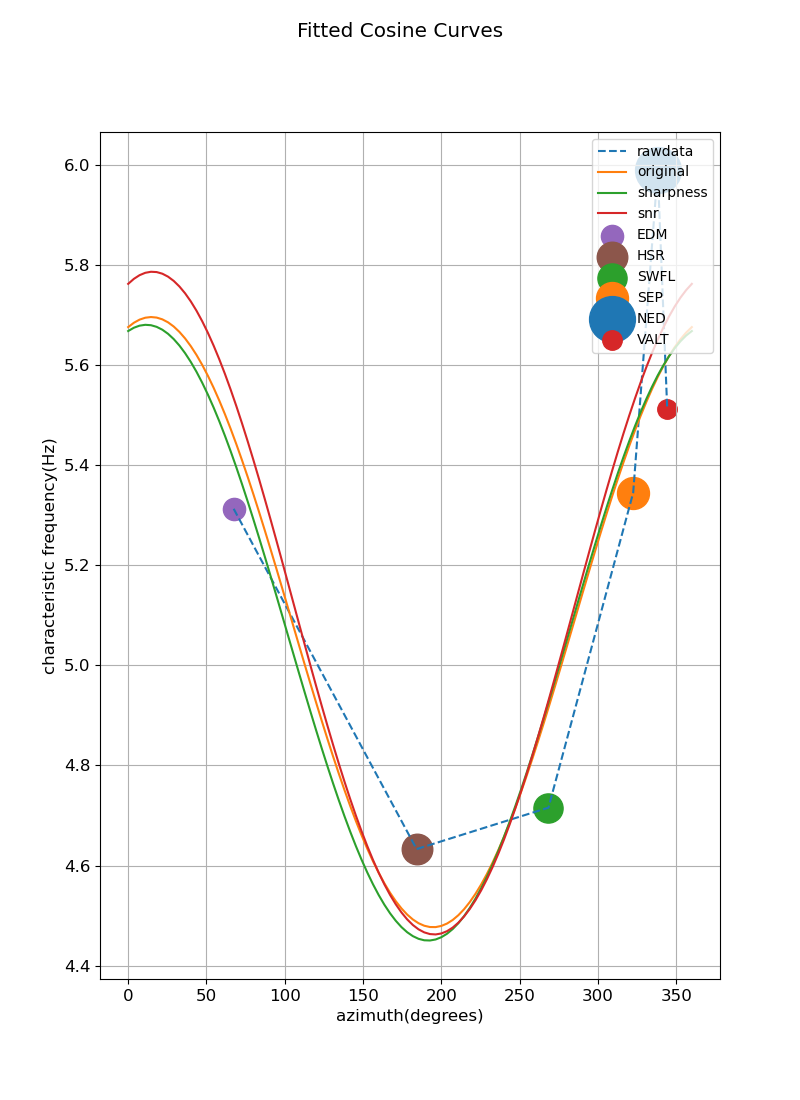 Fitted Cosine Curves
rawdata
original
sharpness
snr
EDM
HSR
SWFL
SEP
NED
VALT
6.0
5.8
5.6
5.4
5.2
5.0
4.8
4.6
4.4
characteristic frequency(Hz)
0 50 100 150 200 250 300 350
azimuth(degrees)